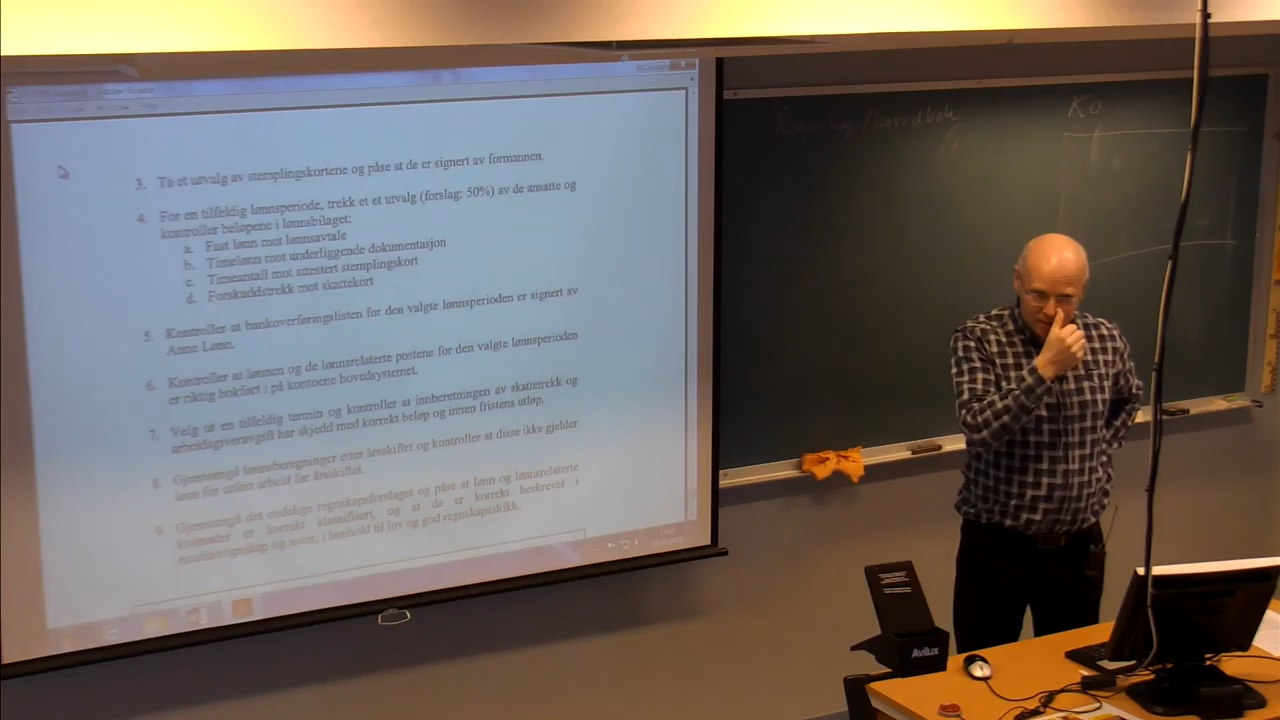 Adobe Reader
3. Ta et utvalg av stemplingskortene og påse at de er signert av formannen.
4. For en tilfeldig lønnsperiode, trekk et et utvalg (forslag: 50%) av de ansatte og
kontroller beløpene i lønnsbilaget:
a. Fast lønn mot lønnsavtale
b. Timelønn mot underliggende dokumentasjon
c. Timeantall mot attestert stemplingskort
d. Forskuddstrekk mot skattekort
5. Kontroller at bankoverføringslisten for den valgte lønnsperioden er signert av
Anne Lønn.
6. Kontroller at lønnen og de lønnsrelaterte postene for den valgte lønnsperioden
er riktig bokført i på kontoene hovedsystemet.
7. Velg ut en tilfeldig termin og kontroller at innberetningen av skattetrekk og
arbeidsgiveravgift har skjedd med korrekt beløp og innen fristens utløp.
8. Gjennomgå lønnsberegninger etter årsskiftet og kontroller at disse ikke gjelder
lønn for utført arbeid før årsskiftet.
9. Gjennomgå det endelige regnskapsforslaget og påse at lønn og lønnsrelaterte
kostnader er korrekt klassifisert, og at de er korrekt beskrevet i
og noter, i henhold til lov og god regnskapsskikk.
/hovedbok
KO
Avilux